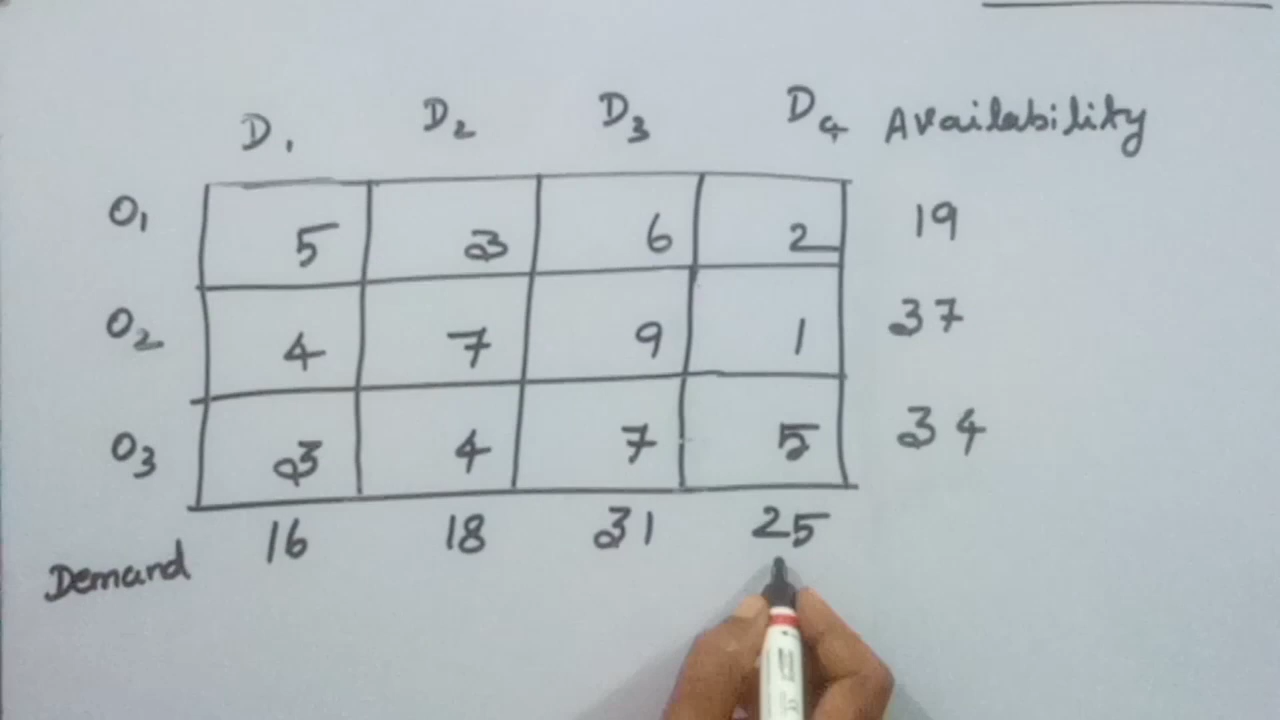 D1 D2 D3 D4 Availability
O1 5 3 6 2 19
O2 4 7 9 1 37
O3 3 4 7 5 34
Demand 16 18 31 25